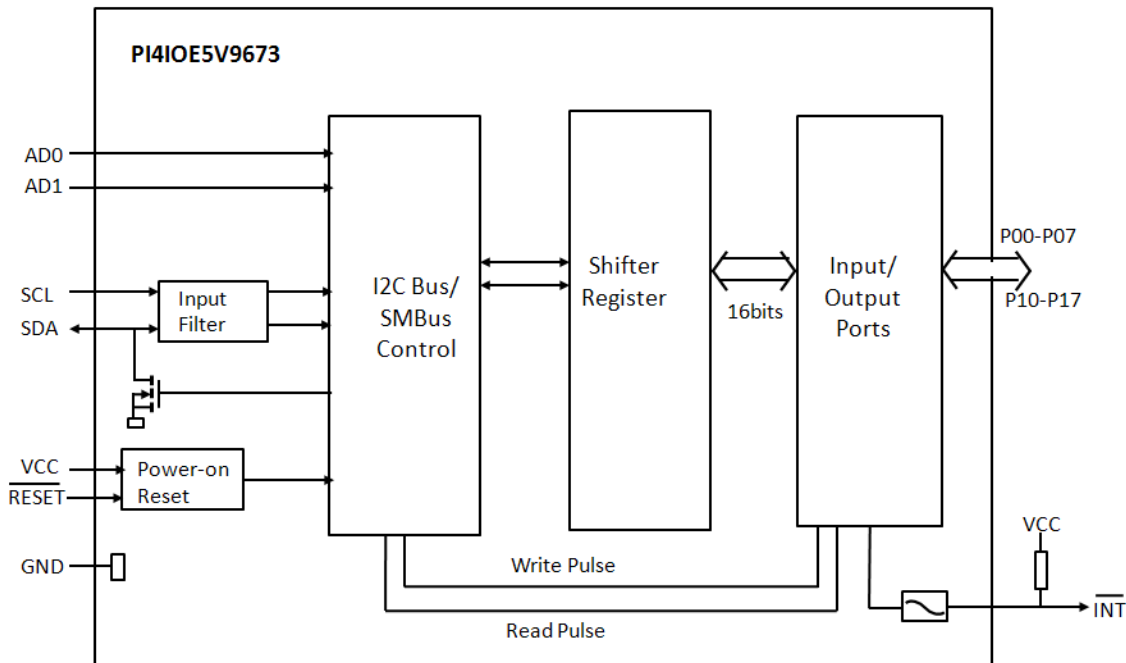 PI4IOE5V9673
AD0
AD1
SCL
SDA
VCC
RESET
GND
Input
Filter
Power-on
Reset
I2C Bus/
SMBus
Control
Shifter
Register
16bits
Input/
Output
Ports
P00-P07
P10-P17
Write Pulse
Read Pulse
VCC
INT